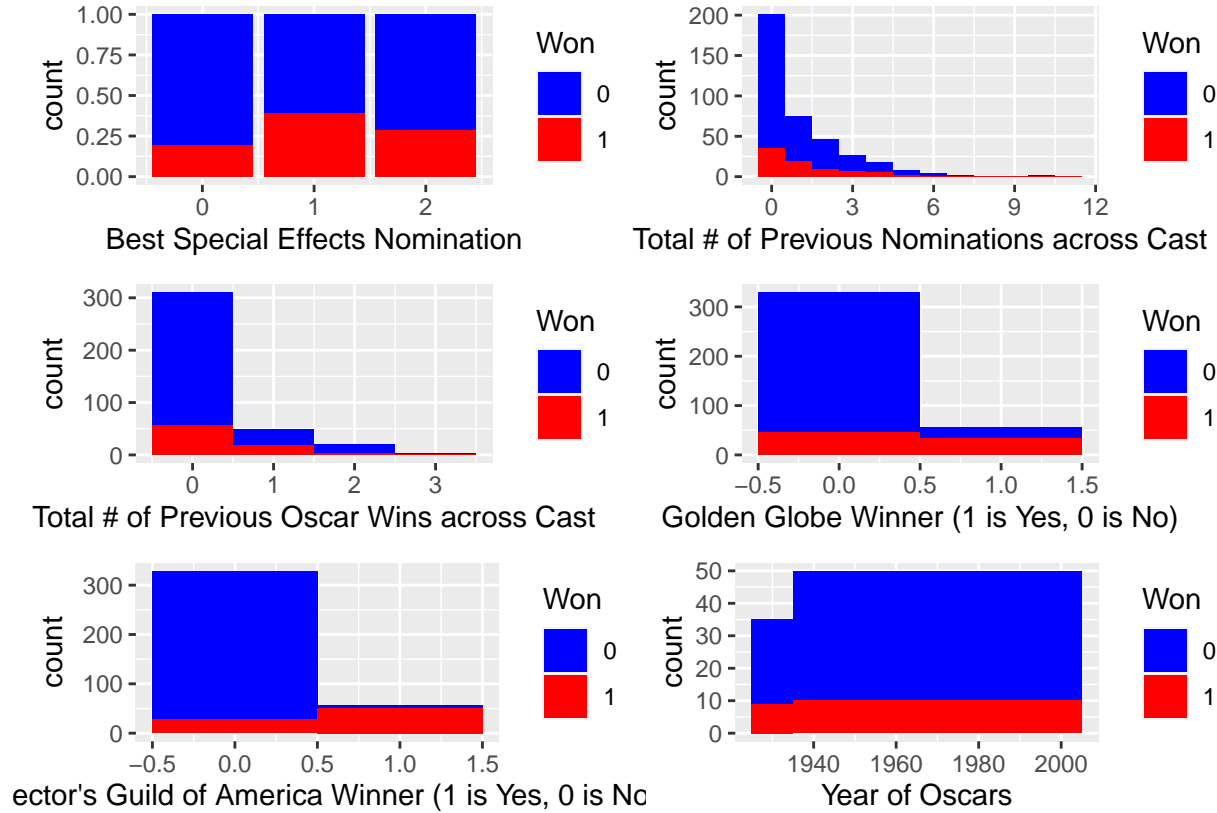 count
1.00
0.75
0.50
0.25
0.00
0 1 2
Best Special Effects Nomination
Won
0
1
count
200
150
100
50
0
0 3 6 9 12
Total # of Previous Nominations across Cast
Won
0
1
count
300
200
100
0
0 1 2 3
Total # of Previous Oscar Wins across Cast
Won
0
1
count
300
200
100
0
−0.5 0.0 0.5 1.0 1.5
Golden Globe Winner (1 is Yes, 0 is No)
Won
0
1
count
300
200
100
0
−0.5 0.0 0.5 1.0 1.5
ector's Guild of America Winner (1 is Yes, 0 is No
Won
0
1
count
50
40
30
20
10
0
1940 1960 1980 2000
Year of Oscars
Won
0
1